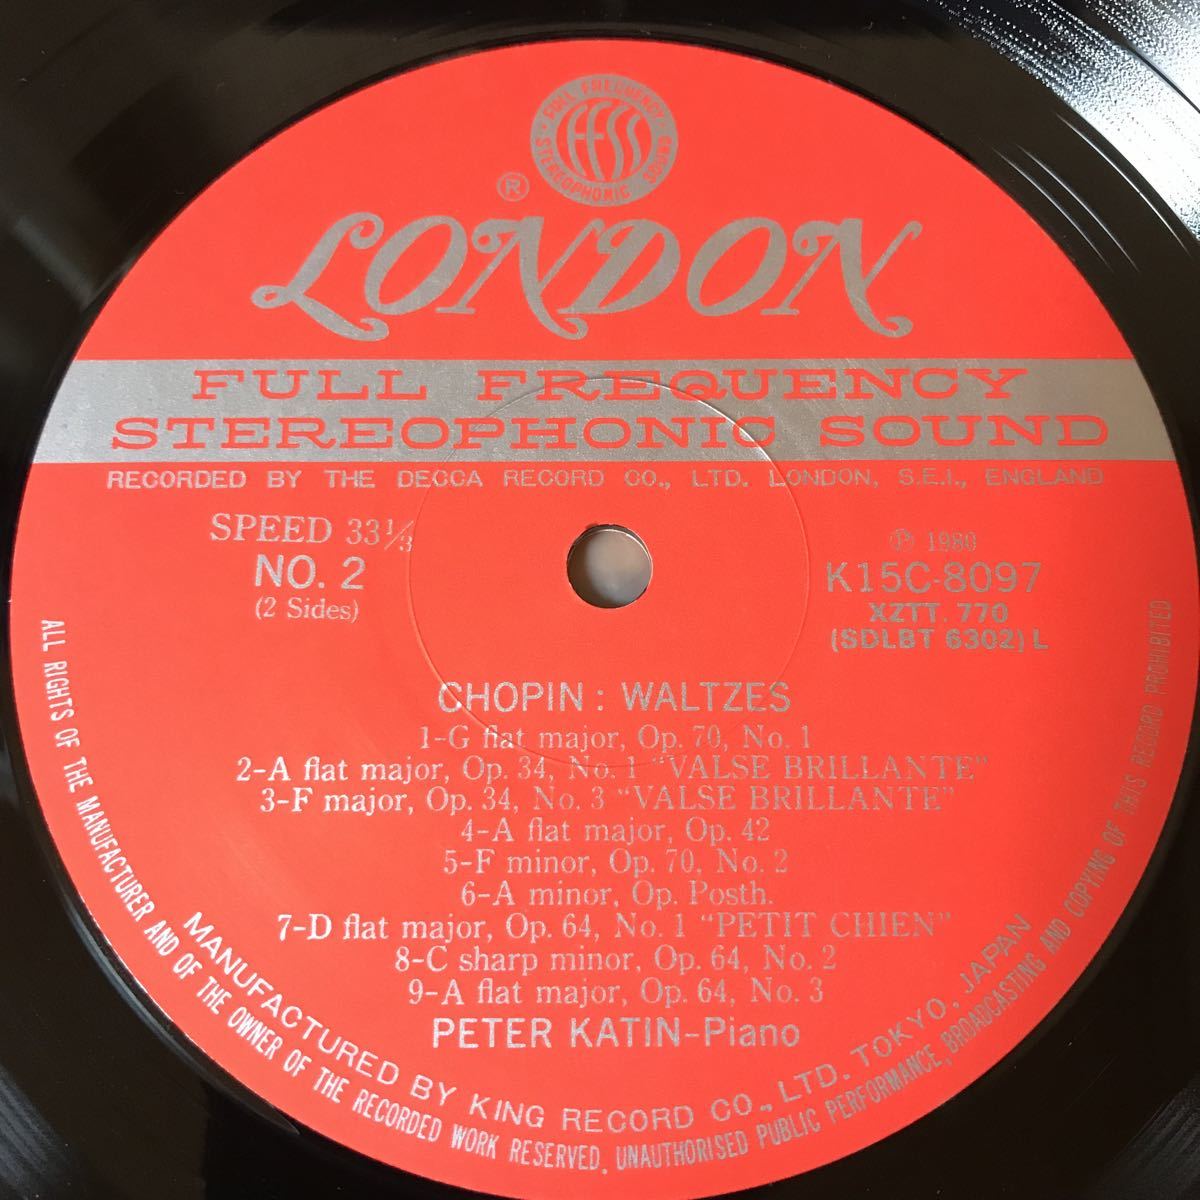 FULL FREQUENCY STEREOPHONIC SOUND
FFSS
®
LONDON
FULL FREQUENCY
STEREOPHONIC SOUND
RECORDED BY THE DECCA RECORD CO., LTD. LONDON, S.E.I., ENGLAND
SPEED 33⅓
NO. 2
(2 Sides)
℗ 1980
K15C-8097
XZTT. 770
(SDLBT 6302) L
CHOPIN : WALTZES
1-G flat major, Op. 70, No. 1
2-A flat major, Op. 34, No. 1 "VALSE BRILLANTE"
3-F major, Op. 34, No. 3 "VALSE BRILLANTE"
4-A flat major, Op. 42
5-F minor, Op. 70, No. 2
6-A minor, Op. Posth.
7-D flat major, Op. 64, No. 1 "PETIT CHIEN"
8-C sharp minor, Op. 64, No. 2
9-A flat major, Op. 64, No. 3
PETER KATIN-Piano
MANUFACTURED BY KING RECORD CO., LTD. TOKYO. JAPAN
ALL RIGHTS OF THE MANUFACTURER AND OF THE OWNER OF THE RECORDED WORK RESERVED. UNAUTHORISED PUBLIC PERFORMANCE, BROADCASTING AND COPYING OF THIS RECORD PROHIBITED